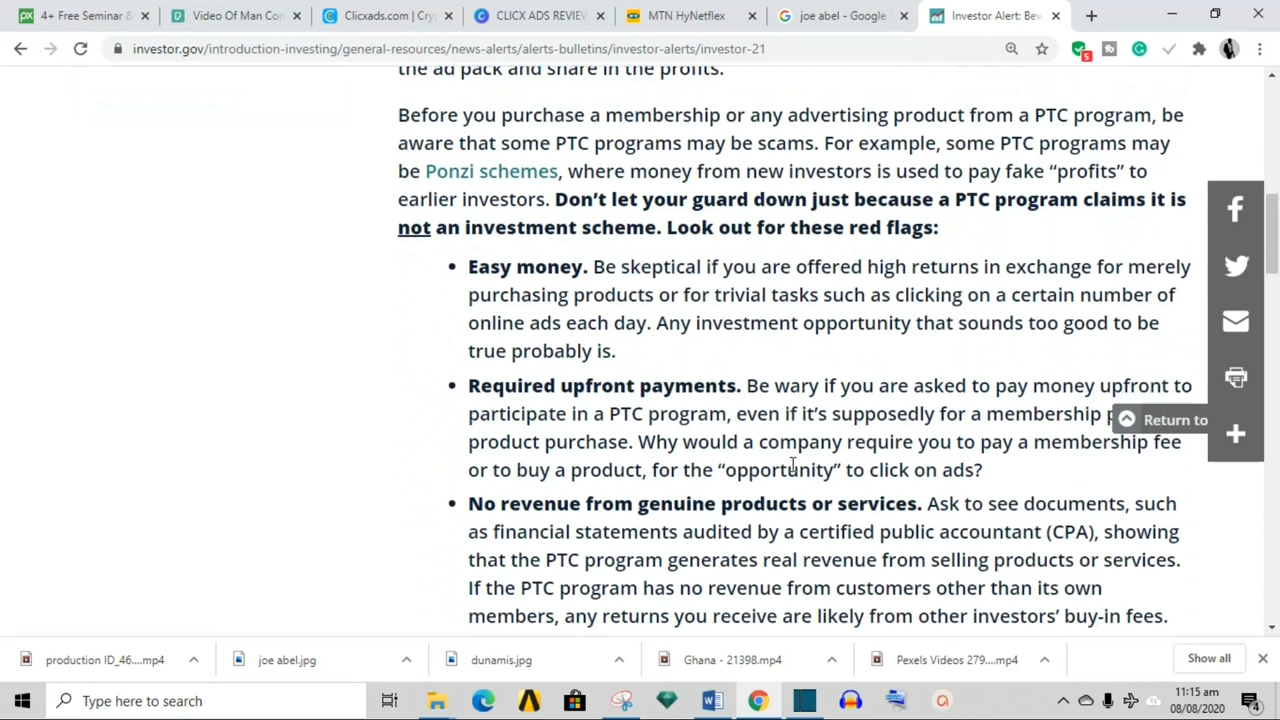 4+ Free Seminar &
Video Of Man Con
Clicxads.com | Cryp
CLICX ADS REVIEW
MTN HyNetflex
joe abel - Google
Investor Alert: Bew
investor.gov/introduction-investing/general-resources/news-alerts/alerts-bulletins/investor-alerts/investor-21
the ad pack and share in the profits.
Before you purchase a membership or any advertising product from a PTC program, be
aware that some PTC programs may be scams. For example, some PTC programs may
be Ponzi schemes, where money from new investors is used to pay fake “profits” to
earlier investors. Don’t let your guard down just because a PTC program claims it is
not an investment scheme. Look out for these red flags:
• Easy money. Be skeptical if you are offered high returns in exchange for merely
purchasing products or for trivial tasks such as clicking on a certain number of
online ads each day. Any investment opportunity that sounds too good to be
true probably is.
• Required upfront payments. Be wary if you are asked to pay money upfront to
participate in a PTC program, even if it’s supposedly for a membership
Return to
product purchase. Why would a company require you to pay a membership fee
or to buy a product, for the “opportunity” to click on ads?
• No revenue from genuine products or services. Ask to see documents, such
as financial statements audited by a certified public accountant (CPA), showing
that the PTC program generates real revenue from selling products or services.
If the PTC program has no revenue from customers other than its own
members, any returns you receive are likely from other investors’ buy-in fees.
production ID_46....mp4
joe abel.jpg
dunamis.jpg
Ghana - 21398.mp4
Pexels Videos 279....mp4
Show all
Type here to search
11:15 am
08/08/2020
4